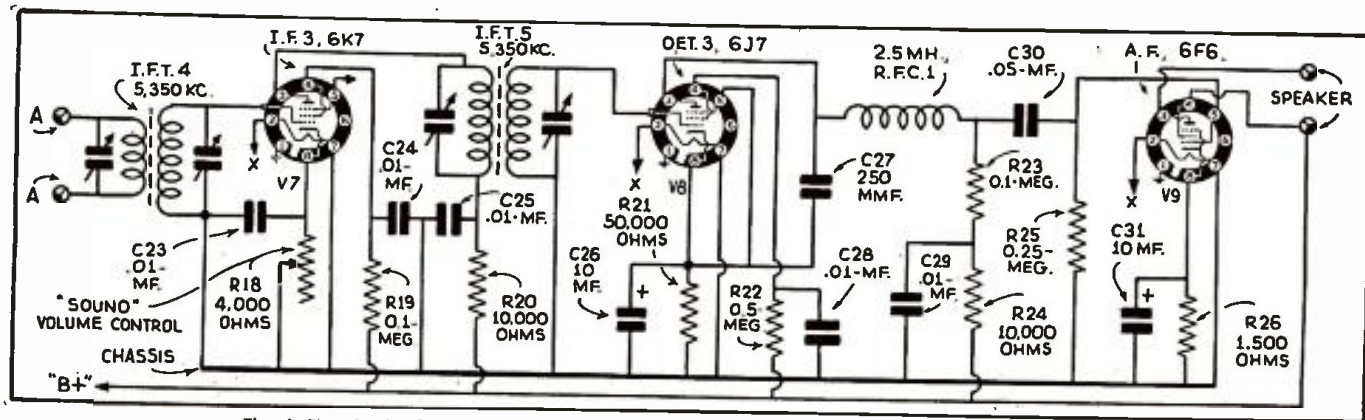 A
A
I.F.T.4
5,350 KC.
I.F.3, 6K7
X
V7
C23
.01-
MF.
R18
4,000
OHMS
"SOUND"
VOLUME CONTROL
CHASSIS
"B+"
C24
.01-
MF.
R19
0.1-
MEG
I.F.T.5
5,350KC.
C25
.01-MF.
R20
10,000
OHMS
DET.3, 6J7
X
V8
R21
50,000
OHMS
C26
10
MF.
+
C27
250
MMF.
R22
0.5-
MEG
C28
.01-MF.
2.5 MH.
R.F.C.1
C29
.01-
MF.
R23
0.1-MEG.
R24
10,000
OHMS
C30
.05-MF.
R25
0.25-
MEG.
A.F., 6F6
X
V9
C31
10 MF.
+
R26
1,500
OHMS
SPEAKER